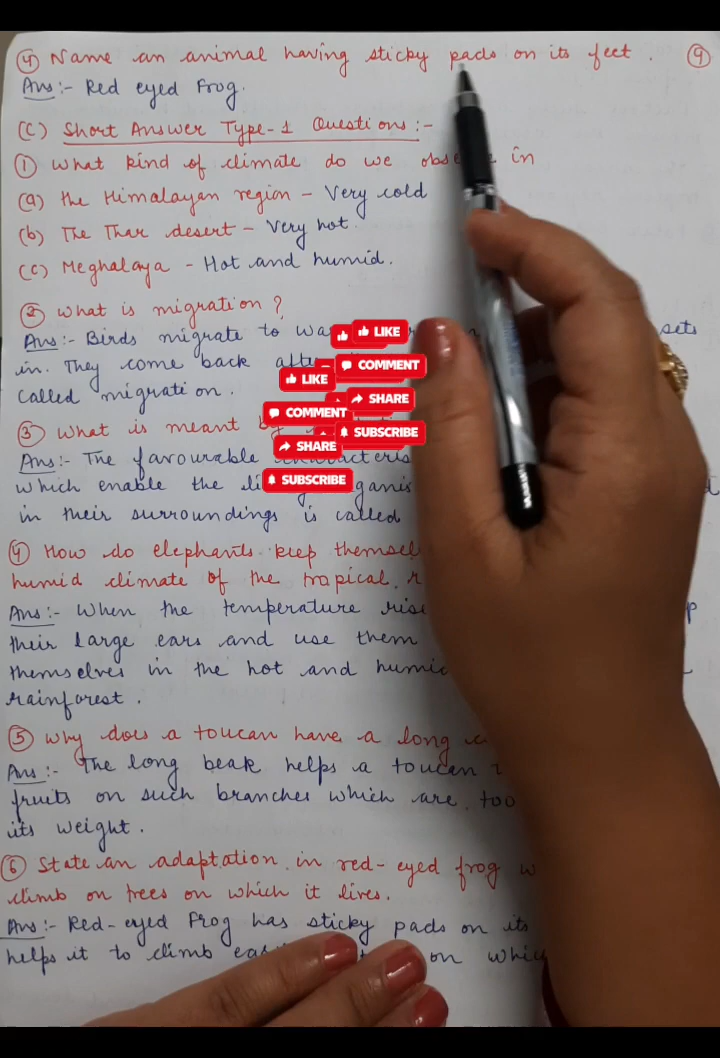 ④ Name an animal having sticky pads on its feet. ⑨
Ans:- Red eyed Frog.
(C) Short Answer Type-1 Questions:-
① What kind of climate do we in
(a) the Himalayan region - Very cold
(b) The Thar desert - Very hot.
(c) Meghalaya - Hot and humid.
② What is migration?
Ans:- Birds migrate to sets
in. They come back
called migration.
③ What is meant
Ans:- The favourable
which enable the
in their surroundings is called
④ How do elephants keep
humid climate of the tropical
Ans:- When the temperature
their large ears and use them
themselves in the hot and
rainforest.
⑤ Why does a toucan have a long
Ans:- The long beak helps a toucan
fruits on such branches which are too
its weight.
⑥ State an adaptation in red-eyed frog
climb on trees on which it lives.
Ans:- Red-eyed Frog has sticky pads on its
helps it to climb on
LIKE
COMMENT
LIKE
SHARE
COMMENT
SUBSCRIBE
SHARE
SUBSCRIBE